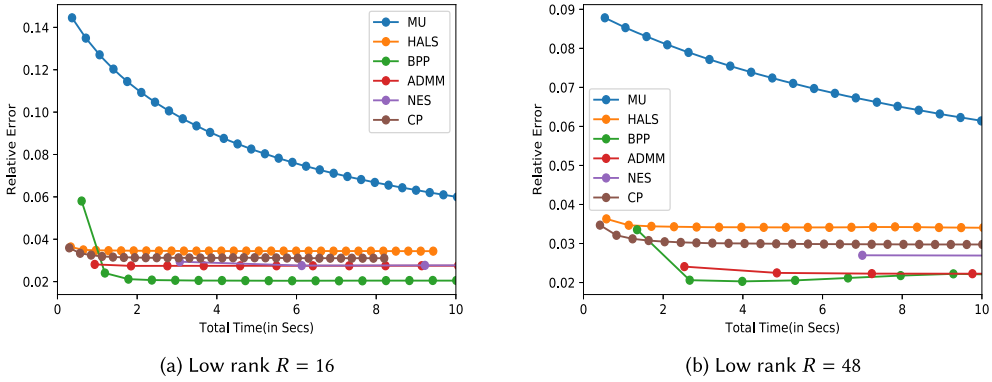 0.14
0.12
0.10
0.08
0.06
0.04
0.02
Relative Error
MU
HALS
BPP
ADMM
NES
CP
0 2 4 6 8 10
Total Time(in Secs)
(a) Low rank R = 16
0.09
0.08
0.07
0.06
0.05
0.04
0.03
0.02
Relative Error
MU
HALS
BPP
ADMM
NES
CP
0 2 4 6 8 10
Total Time(in Secs)
(b) Low rank R = 48